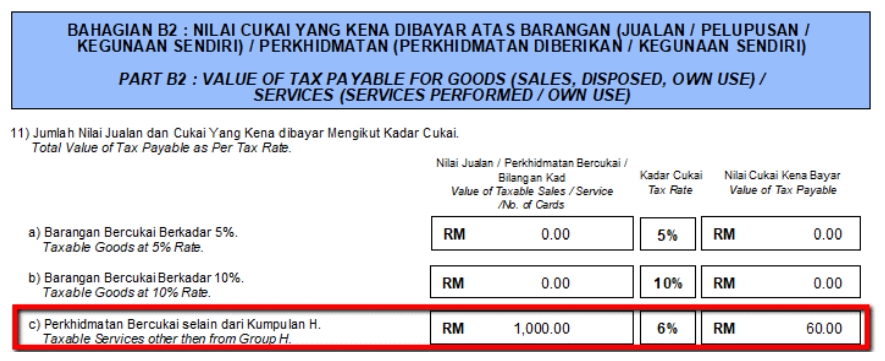 BAHAGIAN B2 : NILAI CUKAI YANG KENA DIBAYAR ATAS BARANGAN (JUALAN / PELUPUSAN /
KEGUNAAN SENDIRI) / PERKHIDMATAN (PERKHIDMATAN DIBERIKAN / KEGUNAAN SENDIRI)
PART B2 : VALUE OF TAX PAYABLE FOR GOODS (SALES, DISPOSED, OWN USE) /
SERVICES (SERVICES PERFORMED / OWN USE)
11) Jumlah Nilai Jualan dan Cukai Yang Kena dibayar Mengikut Kadar Cukai.
Total Value of Tax Payable as Per Tax Rate.
Nilai Jualan / Perkhidmatan Bercukai /
Bilangan Kad
Value of Taxable Sales / Service
/No. of Cards
Kadar Cukai
Tax Rate
Nilai Cukai Kena Bayar
Value of Tax Payable
a) Barangan Bercukai Berkadar 5%.
Taxable Goods at 5% Rate.
RM 0.00 5% RM 0.00
b) Barangan Bercukai Berkadar 10%.
Taxable Goods at 10% Rate.
RM 0.00 10% RM 0.00
c) Perkhidmatan Bercukai selain dari Kumpulan H.
Taxable Services other then from Group H.
RM 1,000.00 6% RM 60.00